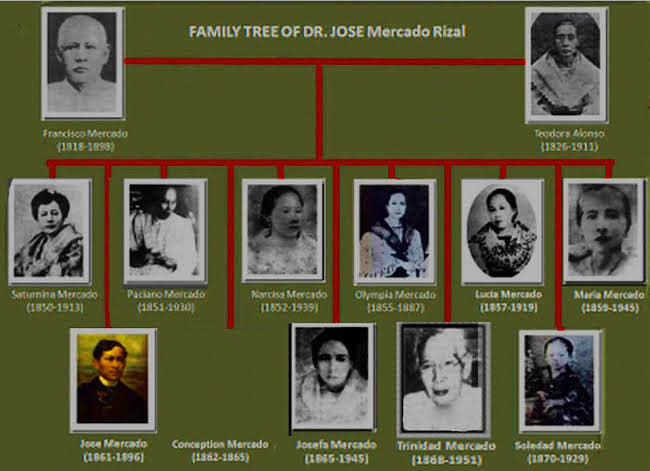 FAMILY TREE OF DR. JOSE Mercado Rizal
Francisco Mercado
(1818-1898)
Teodora Alonso
(1826-1911)
Saturnina Mercado
(1850-1913)
Paciano Mercado
(1851-1930)
Narcisa Mercado
(1852-1939)
Olympia Mercado
(1855-1887)
Lucia Mercado
(1857-1919)
Maria Mercado
(1859-1945)
Jose Mercado
(1861-1896)
Conception Mercado
(1862-1865)
Josefa Mercado
(1865-1945)
Trinidad Mercado
(1868-1951)
Soledad Mercado
(1870-1929)